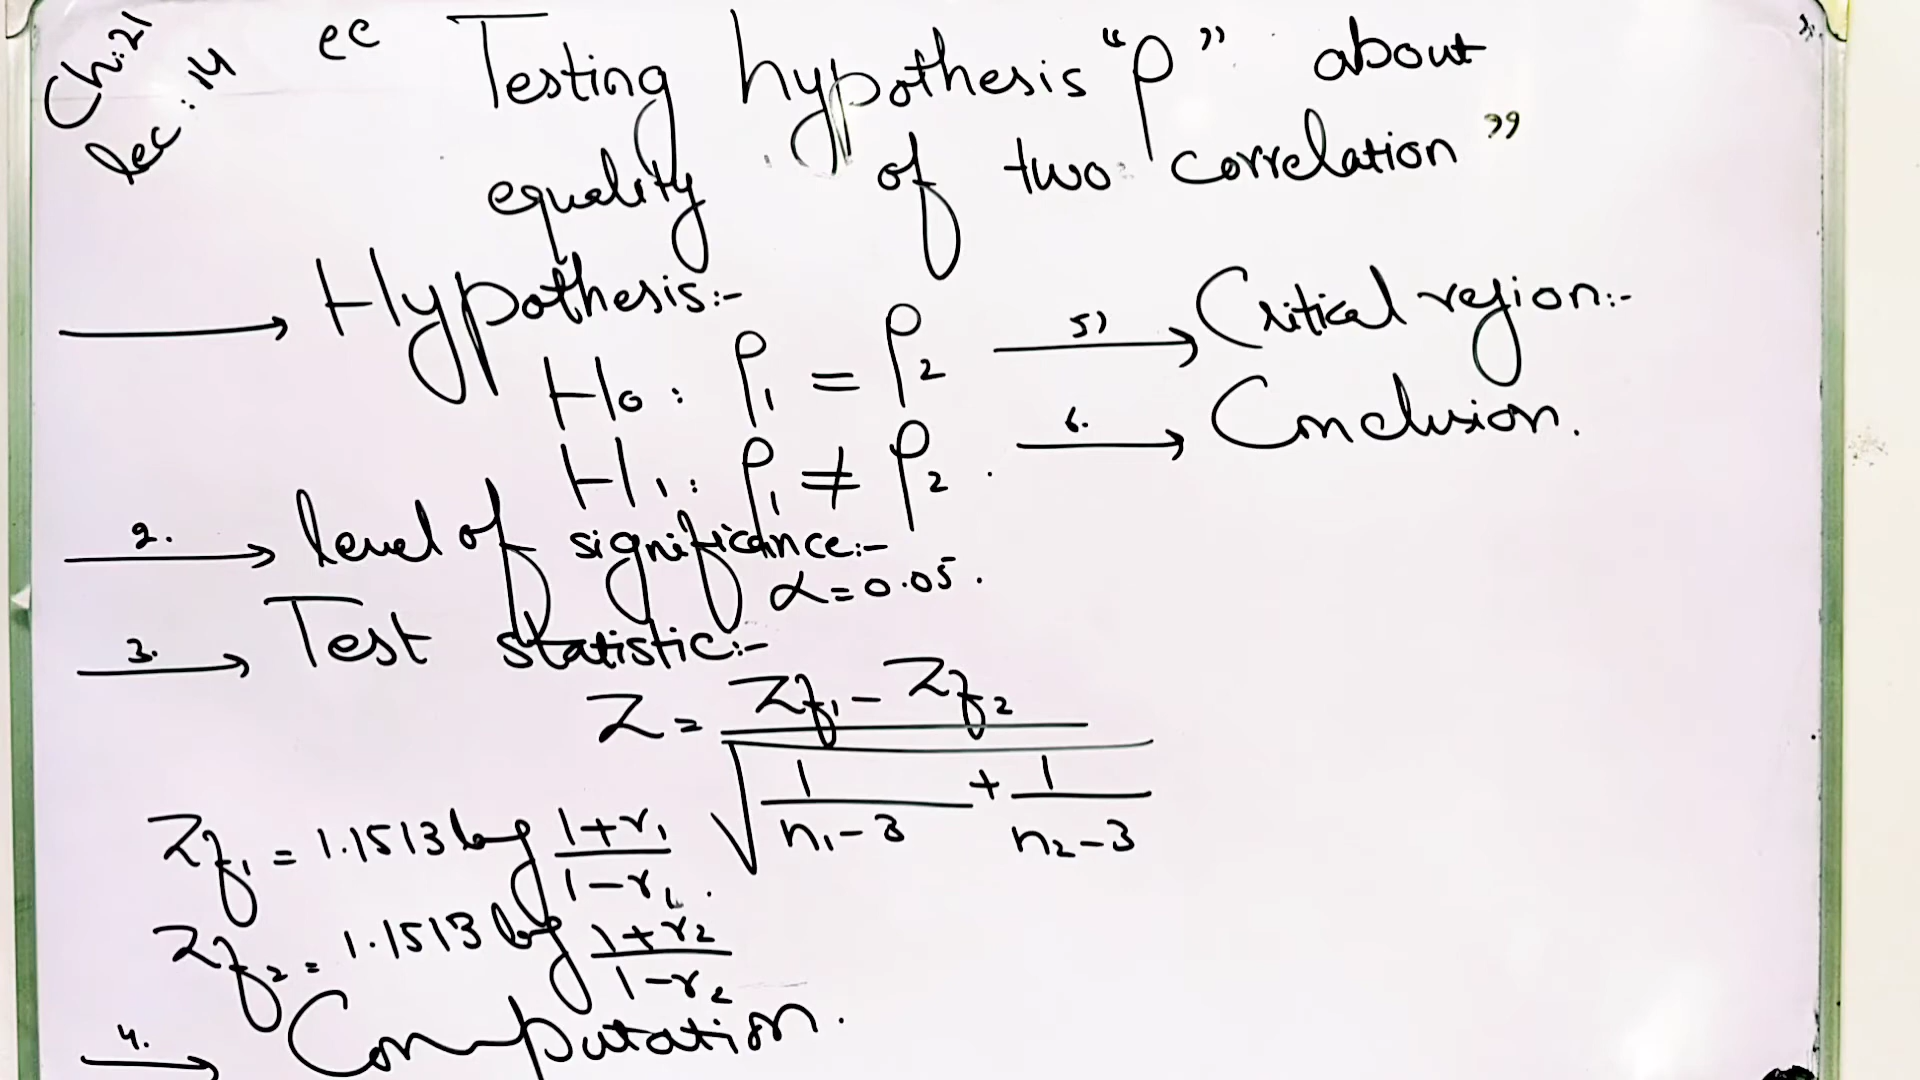 Ch:21
Lec:14
“ Testing hypothesis “ρ” about
equality of two correlation ”
→ Hypothesis:-
H₀: ρ₁ = ρ₂
H₁: ρ₁ ≠ ρ₂ .
2. → level of significance:-
α = 0.05 .
3. → Test statistic:-
Z = (Zf₁ - Zf₂) / √(1/(n₁-3) + 1/(n₂-3))
Zf₁ = 1.1513 log (1+r₁)/(1-r₁) .
Zf₂ = 1.1513 log (1+r₂)/(1-r₂)
4. → Computation.
5) → Critical region:-
6. → Conclusion.